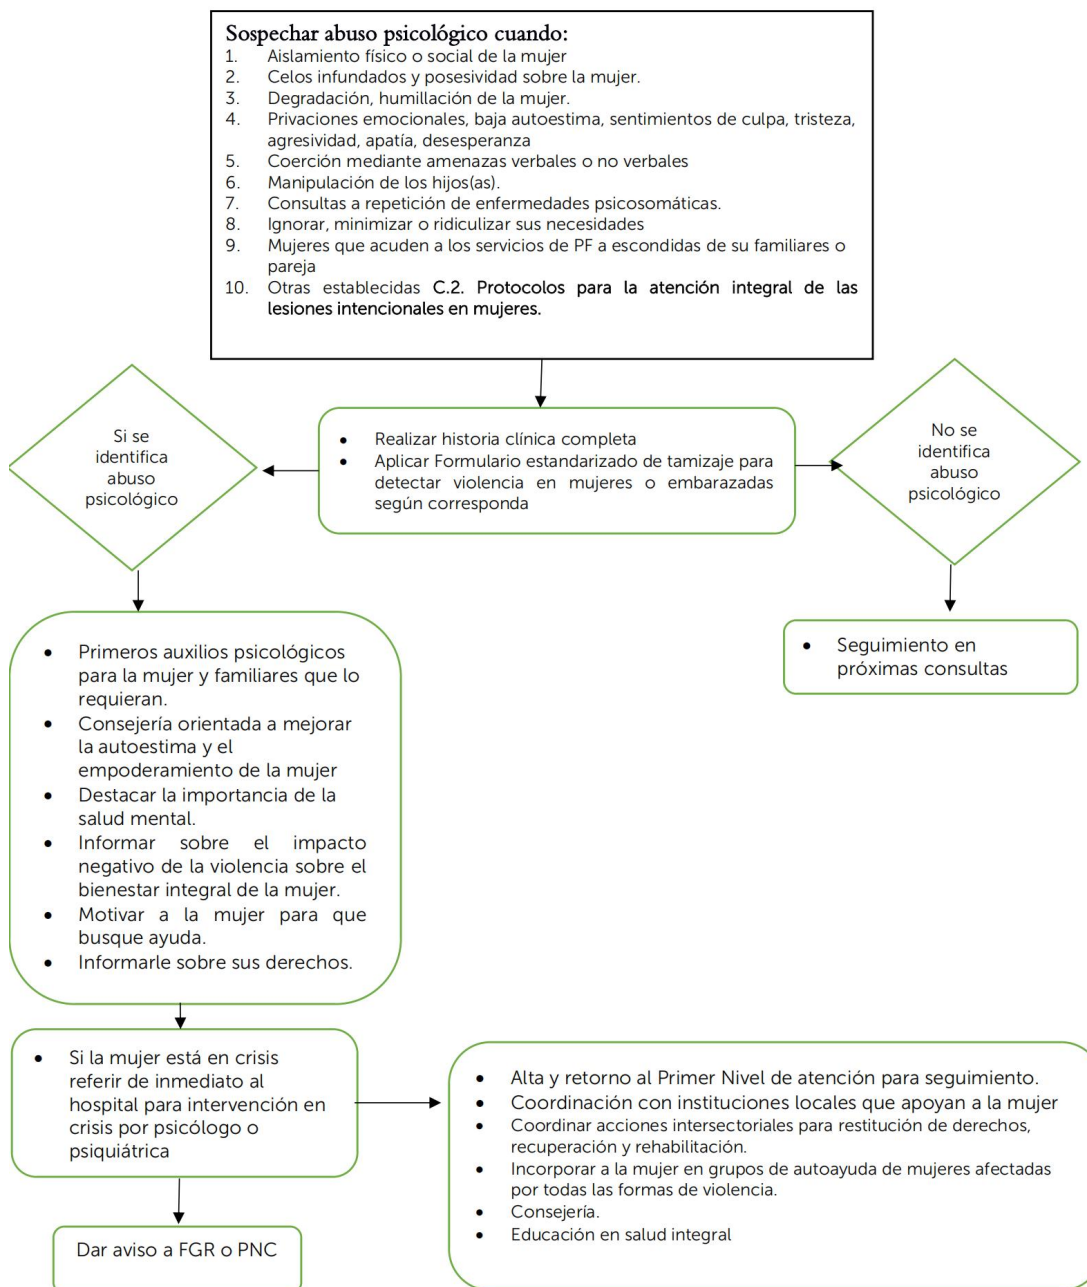 Sospechar abuso psicológico cuando:
1. Aislamiento físico o social de la mujer
2. Celos infundados y posesividad sobre la mujer.
3. Degradación, humillación de la mujer.
4. Privaciones emocionales, baja autoestima, sentimientos de culpa, tristeza,
agresividad, apatía, desesperanza
5. Coerción mediante amenazas verbales o no verbales
6. Manipulación de los hijos(as).
7. Consultas a repetición de enfermedades psicosomáticas.
8. Ignorar, minimizar o ridiculizar sus necesidades
9. Mujeres que acuden a los servicios de PF a escondidas de su familiares o
pareja
10. Otras establecidas C.2. Protocolos para la atención integral de las
lesiones intencionales en mujeres.
Si se
identifica
abuso
psicológico
• Realizar historia clínica completa
• Aplicar Formulario estandarizado de tamizaje para
detectar violencia en mujeres o embarazadas
según corresponda
No se
identifica
abuso
psicológico
• Primeros auxilios psicológicos
para la mujer y familiares que lo
requieran.
• Consejería orientada a mejorar
la autoestima y el
empoderamiento de la mujer
• Destacar la importancia de la
salud mental.
• Informar sobre el impacto
negativo de la violencia sobre el
bienestar integral de la mujer.
• Motivar a la mujer para que
busque ayuda.
• Informarle sobre sus derechos.
• Seguimiento en
próximas consultas
• Si la mujer está en crisis
referir de inmediato al
hospital para intervención en
crisis por psicólogo o
psiquiátrica
• Alta y retorno al Primer Nivel de atención para seguimiento.
• Coordinación con instituciones locales que apoyan a la mujer
• Coordinar acciones intersectoriales para restitución de derechos,
recuperación y rehabilitación.
• Incorporar a la mujer en grupos de autoayuda de mujeres afectadas
por todas las formas de violencia.
• Consejería.
• Educación en salud integral
Dar aviso a FGR o PNC